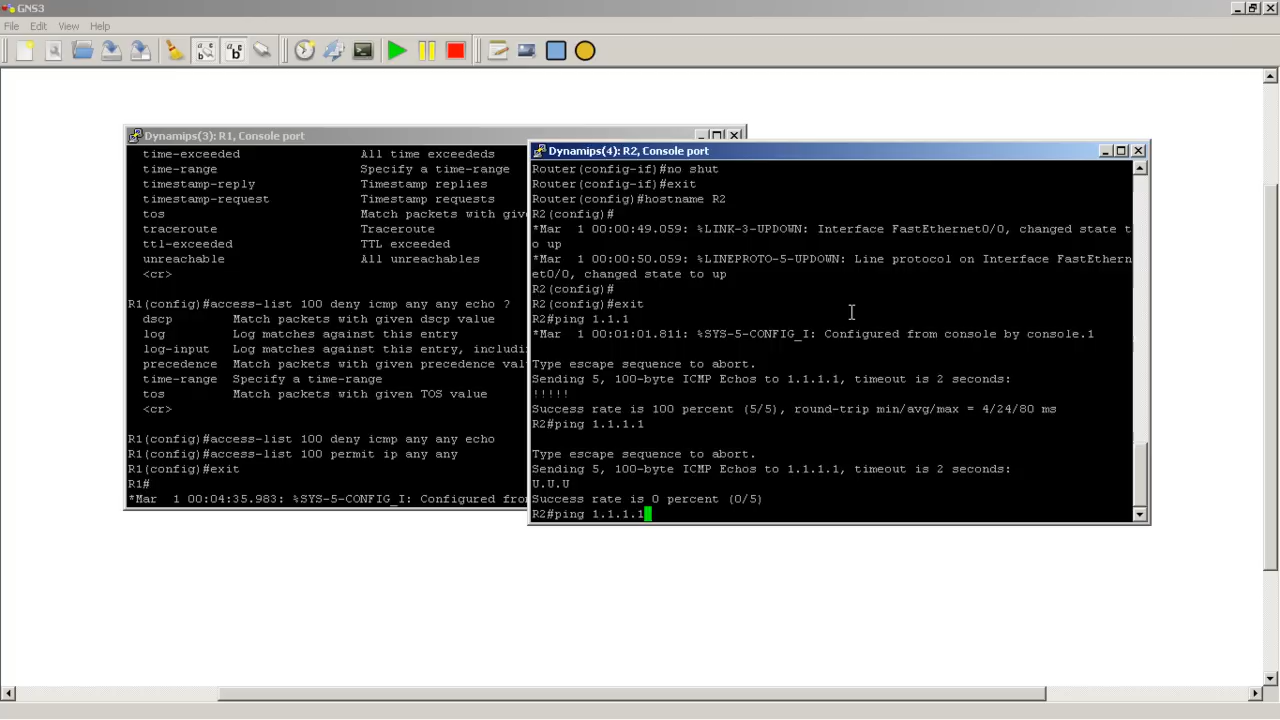 GNS3
File Edit View Help
Dynamips(3): R1, Console port
time-exceeded All time exceededs
time-range Specify a time-range
timestamp-reply Timestamp replies
timestamp-request Timestamp requests
tos Match packets with given
traceroute Traceroute
ttl-exceeded TTL exceeded
unreachable All unreachables
<cr>
R1(config)#access-list 100 deny icmp any any echo ?
dscp Match packets with given dscp value
log Log matches against this entry
log-input Log matches against this entry, includi
precedence Match packets with given precedence val
time-range Specify a time-range
tos Match packets with given TOS value
<cr>
R1(config)#access-list 100 deny icmp any any echo
R1(config)#access-list 100 permit ip any any
R1(config)#exit
R1#
*Mar 1 00:04:35.983: %SYS-5-CONFIG_I: Configured from
Dynamips(4): R2, Console port
Router(config-if)#no shut
Router(config-if)#exit
Router(config)#hostname R2
R2(config)#
*Mar 1 00:00:49.059: %LINK-3-UPDOWN: Interface FastEthernet0/0, changed state t
o up
*Mar 1 00:00:50.059: %LINEPROTO-5-UPDOWN: Line protocol on Interface FastEthern
et0/0, changed state to up
R2(config)#
R2(config)#exit
R2#ping 1.1.1
*Mar 1 00:01:01.811: %SYS-5-CONFIG_I: Configured from console by console.1
Type escape sequence to abort.
Sending 5, 100-byte ICMP Echos to 1.1.1.1, timeout is 2 seconds:
!!!!!
Success rate is 100 percent (5/5), round-trip min/avg/max = 4/24/80 ms
R2#ping 1.1.1.1
Type escape sequence to abort.
Sending 5, 100-byte ICMP Echos to 1.1.1.1, timeout is 2 seconds:
U.U.U
Success rate is 0 percent (0/5)
R2#ping 1.1.1.1